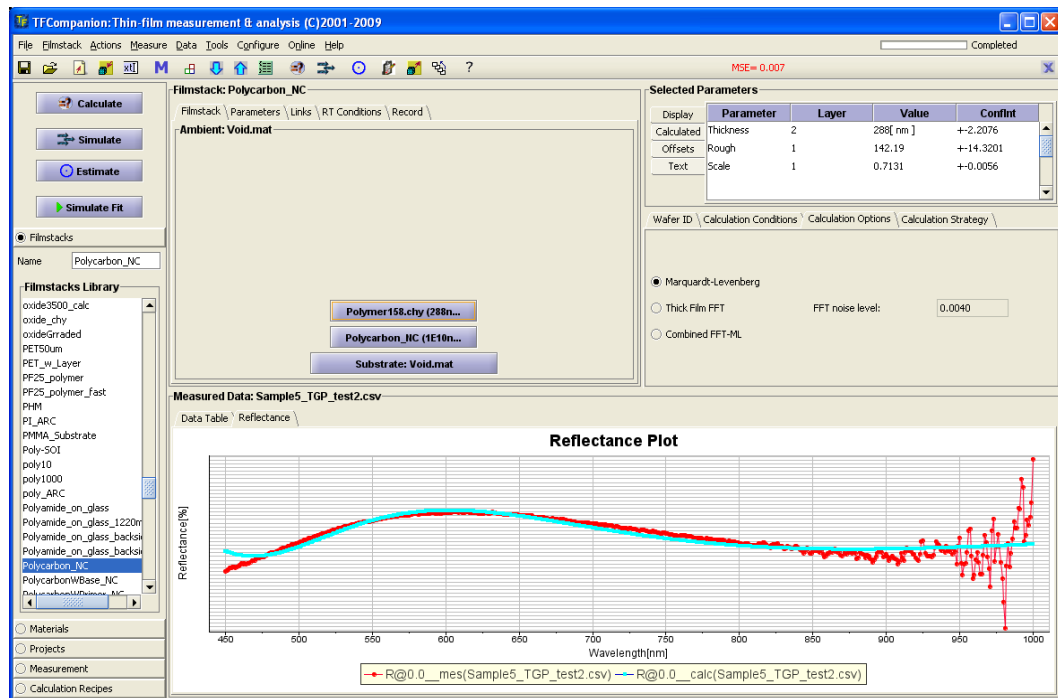 TFCompanion: Thin-film measurement & analysis (C)2001-2009
File Filmstack Actions Measure Data Tools Configure Online Help
Completed
MSE= 0.007
Calculate
Simulate
Estimate
Simulate Fit
Filmstacks
Name Polycarbon_NC
Filmstacks Library
oxide3500_calc
oxide_chy
oxideGrraded
PET50um
PET_w_Layer
PF25_polymer
PF25_polymer_fast
PHM
PI_ARC
PMMA_Substrate
Poly-SOI
poly10
poly1000
poly_ARC
Polyamide_on_glass
Polyamide_on_glass_1220m
Polyamide_on_glass_backsi
Polyamide_on_glass_backsi
Polycarbon_NC
PolycarbonWBase_NC
PolycarbonWPrimer_NC
Materials
Projects
Measurement
Calculation Recipes
Filmstack: Polycarbon_NC
Filmstack Parameters Links RT Conditions Record
Ambient: Void.mat
Polymer158.chy (288n...
Polycarbon_NC (1E10n...
Substrate: Void.mat
Selected Parameters
Display
Calculated
Offsets
Text
Parameter Layer Value ConfInt
Thickness 2 288[ nm ] +-2.2076
Rough 1 142.19 +-14.3201
Scale 1 0.7131 +-0.0056
Wafer ID Calculation Conditions Calculation Options Calculation Strategy
Marquardt-Levenberg
Thick Film FFT FFT noise level: 0.0040
Combined FFT-ML
Measured Data: Sample5_TGP_test2.csv
Data Table Reflectance
Reflectance Plot
Reflectance[%]
450 500 550 600 650 700 750 800 850 900 950 1000
Wavelength[nm]
R@0.0__mes(Sample5_TGP_test2.csv) R@0.0__calc(Sample5_TGP_test2.csv)